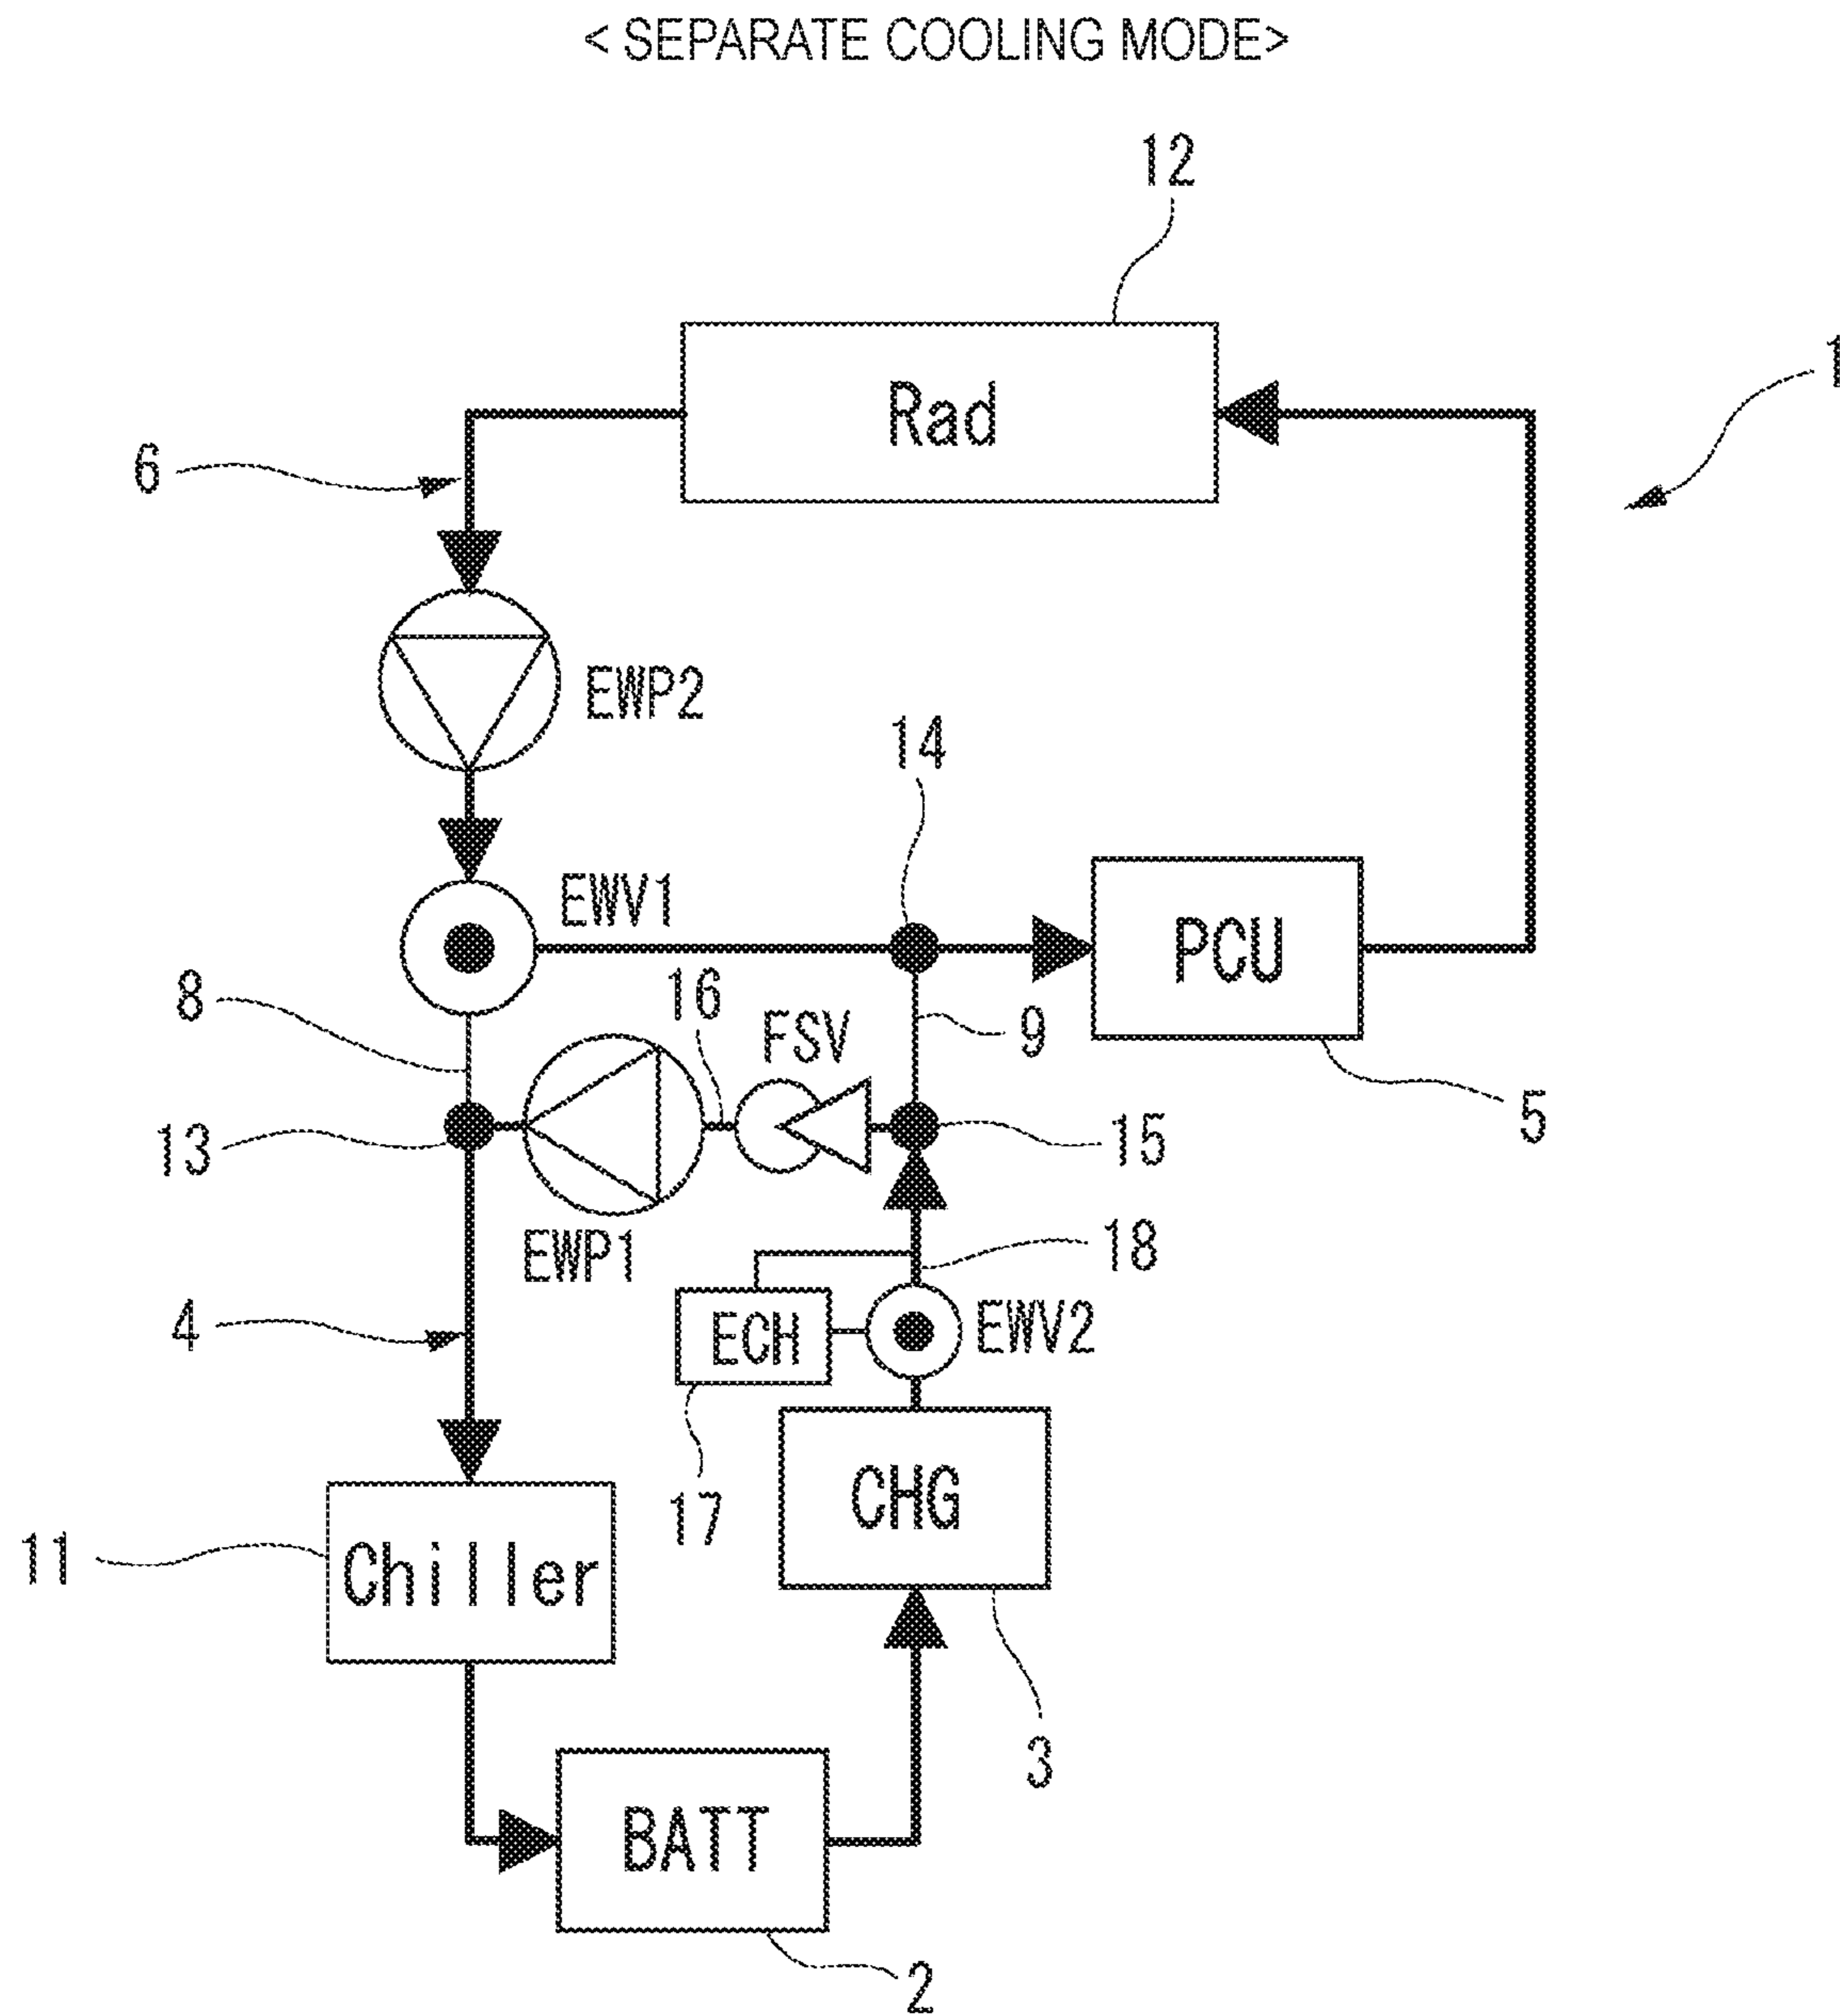 < SEPARATE COOLING MODE>
12
1
Rad
6
EWP2
14
EWV1
PCU
8
16
FSV
9
5
13
15
EWP1
18
4
ECH
EWV2
17
CHG
11
Chiller
3
BATT
2